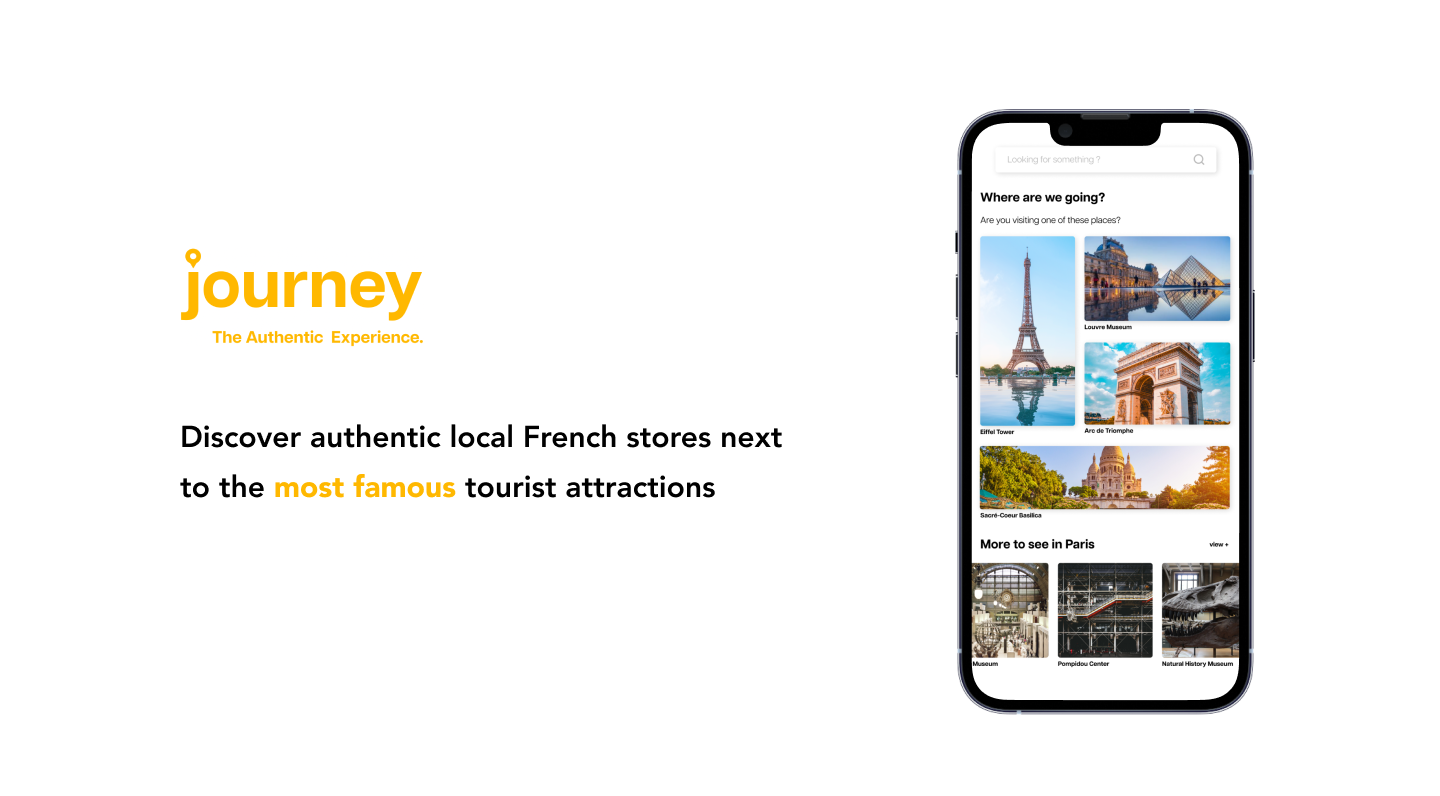 journey
The Authentic Experience.
Discover authentic local French stores next
to the most famous tourist attractions
Looking for something ?
Where are we going?
Are you visiting one of these places?
Louvre Museum
Eiffel Tower
Arc de Triomphe
Sacré-Coeur Basilica
More to see in Paris
view +
Museum
Pompidou Center
Natural History Museum